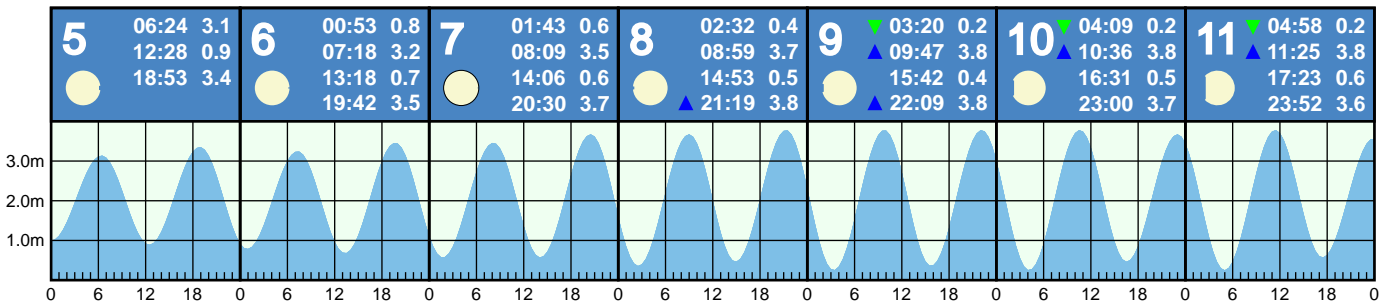 5
06:24 3.1
12:28 0.9
18:53 3.4
6
00:53 0.8
07:18 3.2
13:18 0.7
19:42 3.5
7
01:43 0.6
08:09 3.5
14:06 0.6
20:30 3.7
8
02:32 0.4
08:59 3.7
14:53 0.5
▲ 21:19 3.8
9
▼ 03:20 0.2
▲ 09:47 3.8
15:42 0.4
▲ 22:09 3.8
10
▼ 04:09 0.2
▲ 10:36 3.8
16:31 0.5
23:00 3.7
11
▼ 04:58 0.2
▲ 11:25 3.8
17:23 0.6
23:52 3.6
3.0m
2.0m
1.0m
0 6 12 18 0 6 12 18 0 6 12 18 0 6 12 18 0 6 12 18 0 6 12 18 0 6 12 18 0